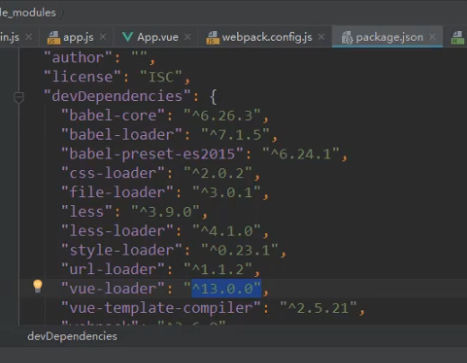 le_modules
in.js app.js App.vue webpack.config.js package.json
"author": "",
"license": "ISC",
"devDependencies": {
"babel-core": "^6.26.3",
"babel-loader": "^7.1.5",
"babel-preset-es2015": "^6.24.1",
"css-loader": "^2.0.2",
"file-loader": "^3.0.1",
"less": "^3.9.0",
"less-loader": "^4.1.0",
"style-loader": "^0.23.1",
"url-loader": "^1.1.2",
"vue-loader": "^13.0.0",
"vue-template-compiler": "^2.5.21",
devDependencies